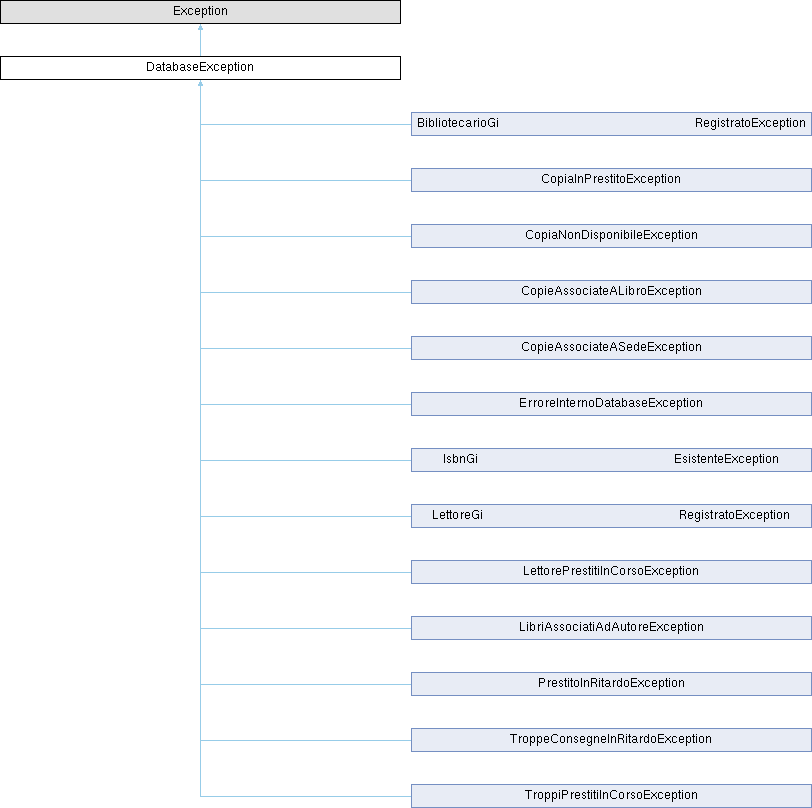 Exception
DatabaseException
BibliotecarioGi RegistratoException
CopiaInPrestitoException
CopiaNonDisponibileException
CopieAssociateALibroException
CopieAssociateASedeException
ErroreInternoDatabaseException
IsbnGi EsistenteException
LettoreGi RegistratoException
LettorePrestitiInCorsoException
LibriAssociatiAdAutoreException
PrestitoInRitardoException
TroppeConsegneInRitardoException
TroppiPrestitiInCorsoException